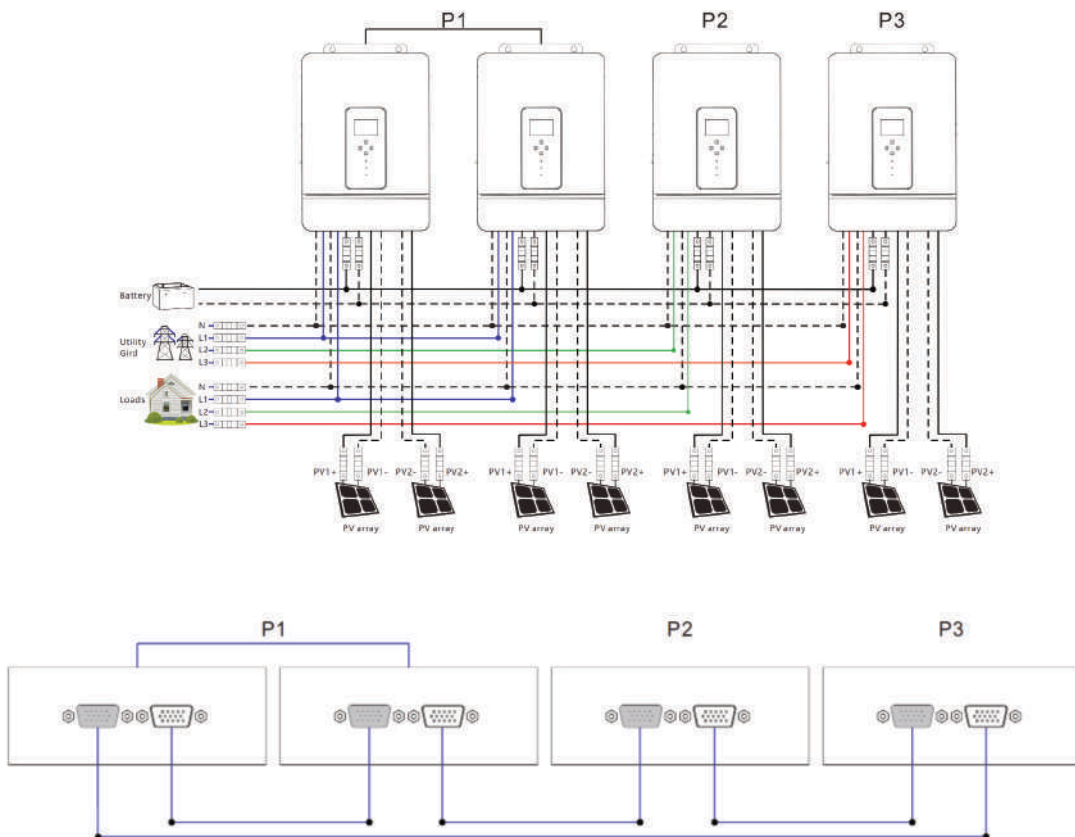 P1 P2 P3
Battery
N
Utility
Gird
L1
L2
L3
N
Loads
L1
L2
L3
PV1+ PV1- PV2- PV2+ PV1+ PV1- PV2- PV2+ PV1+ PV1- PV2- PV2+ PV1+ PV1- PV2- PV2+
PV array PV array PV array PV array PV array PV array PV array PV array
P1 P2 P3